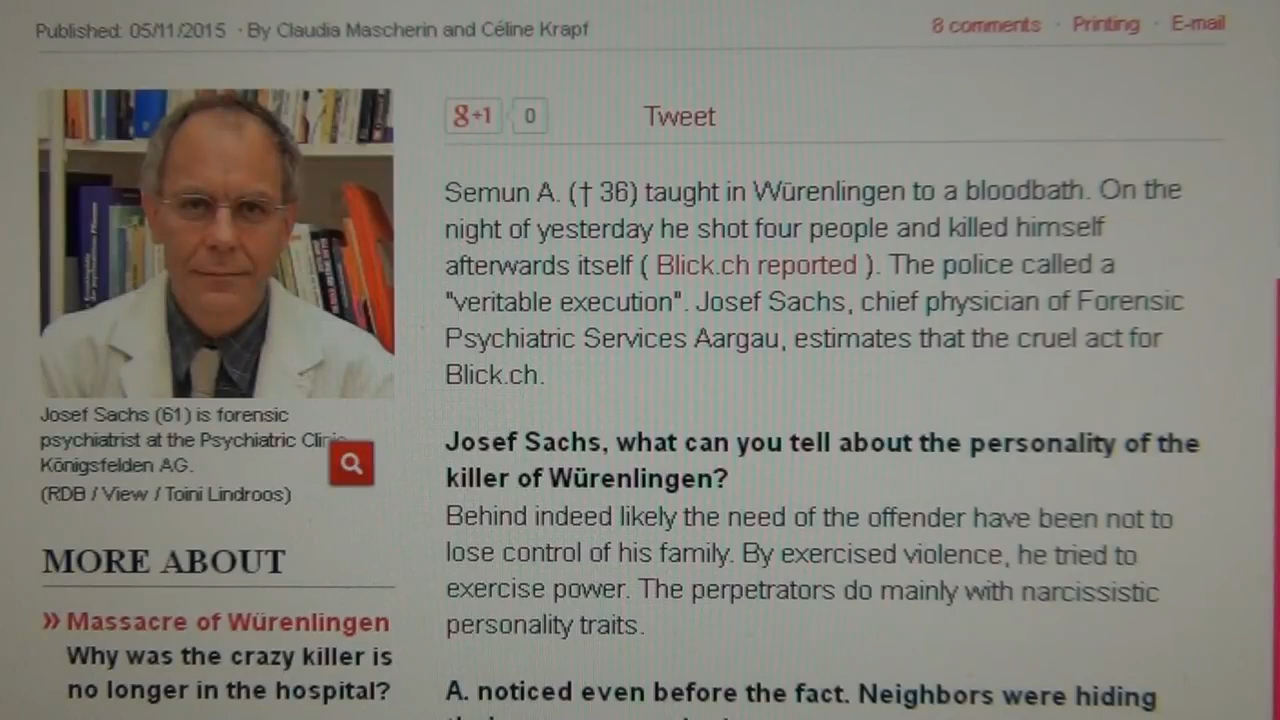 Published: 05/11/2015 · By Claudia Mascherin and Céline Krapf
8 comments · Printing · E-mail
g+1 0 Tweet
Semun A. († 36) taught in Würenlingen to a bloodbath. On the
night of yesterday he shot four people and killed himself
afterwards itself ( Blick.ch reported ). The police called a
"veritable execution". Josef Sachs, chief physician of Forensic
Psychiatric Services Aargau, estimates that the cruel act for
Blick.ch.
Josef Sachs (61) is forensic
psychiatrist at the Psychiatric Clinic
Königsfelden AG.
(RDB / View / Toini Lindroos)
MORE ABOUT
» Massacre of Würenlingen
Why was the crazy killer is
no longer in the hospital?
Josef Sachs, what can you tell about the personality of the
killer of Würenlingen?
Behind indeed likely the need of the offender have been not to
lose control of his family. By exercised violence, he tried to
exercise power. The perpetrators do mainly with narcissistic
personality traits.
A. noticed even before the fact. Neighbors were hiding